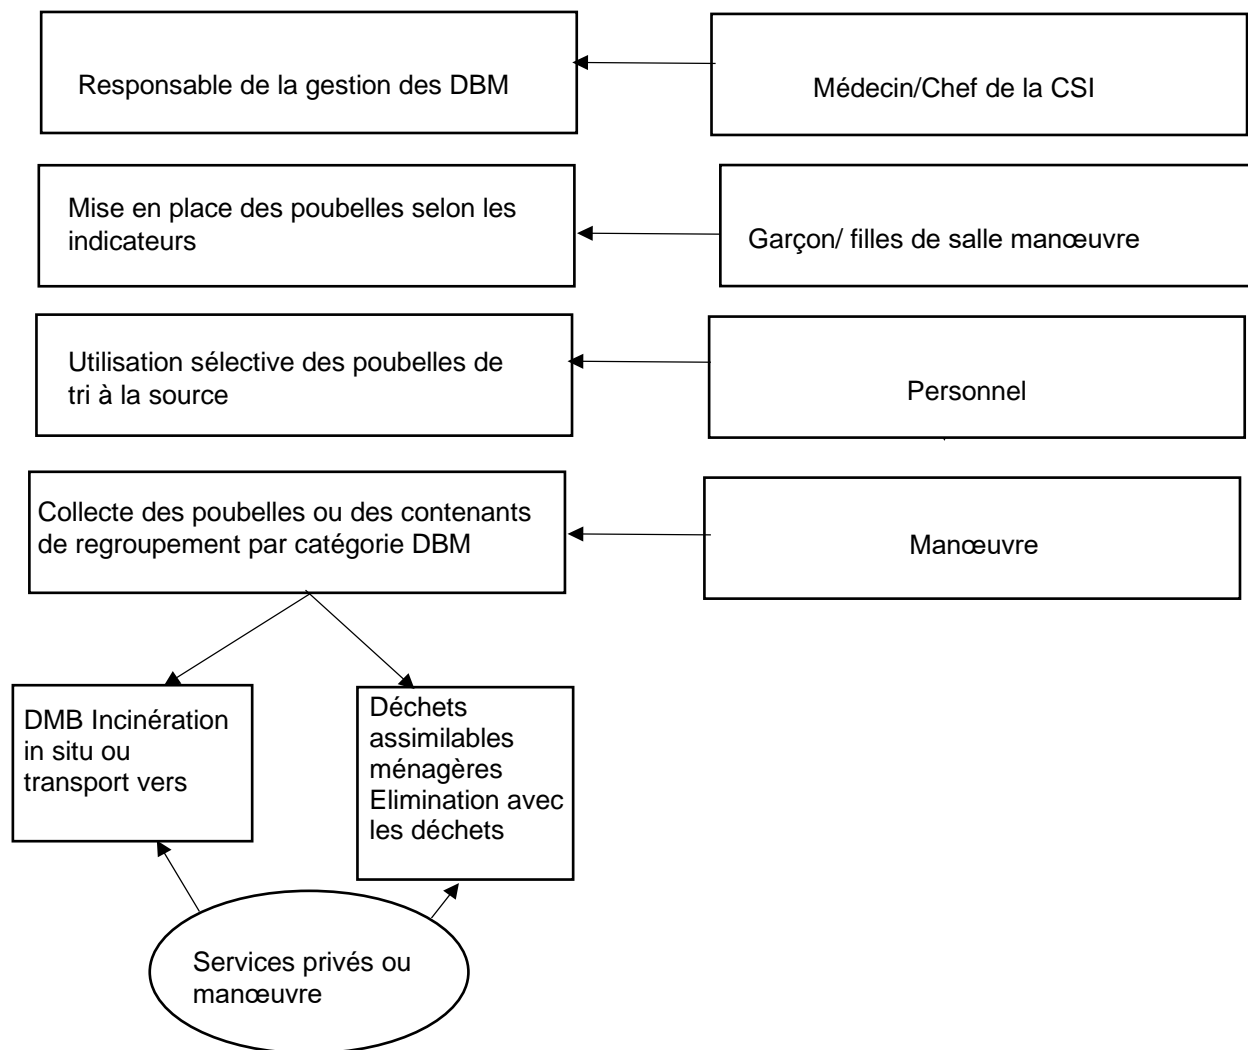 Responsable de la gestion des DBM
Médecin/Chef de la CSI
Mise en place des poubelles selon les
indicateurs
Garçon/ filles de salle manœuvre
Utilisation sélective des poubelles de
tri à la source
Personnel
Collecte des poubelles ou des contenants
de regroupement par catégorie DBM
Manœuvre
DMB Incinération
in situ ou
transport vers
Déchets
assimilables
ménagères
Elimination avec
les déchets
Services privés ou
manœuvre